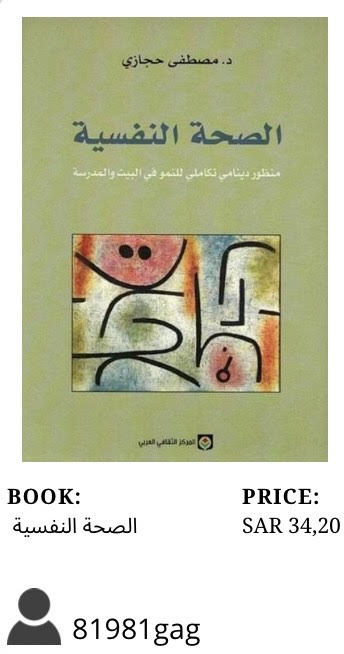 د. مصطفى حجازي
الصحة النفسية
منظور دينامي تكاملي للنمو في البيت والمدرسة
المركز الثقافي العربي
BOOK:
الصحة النفسية
PRICE:
SAR 34,20
81981gag